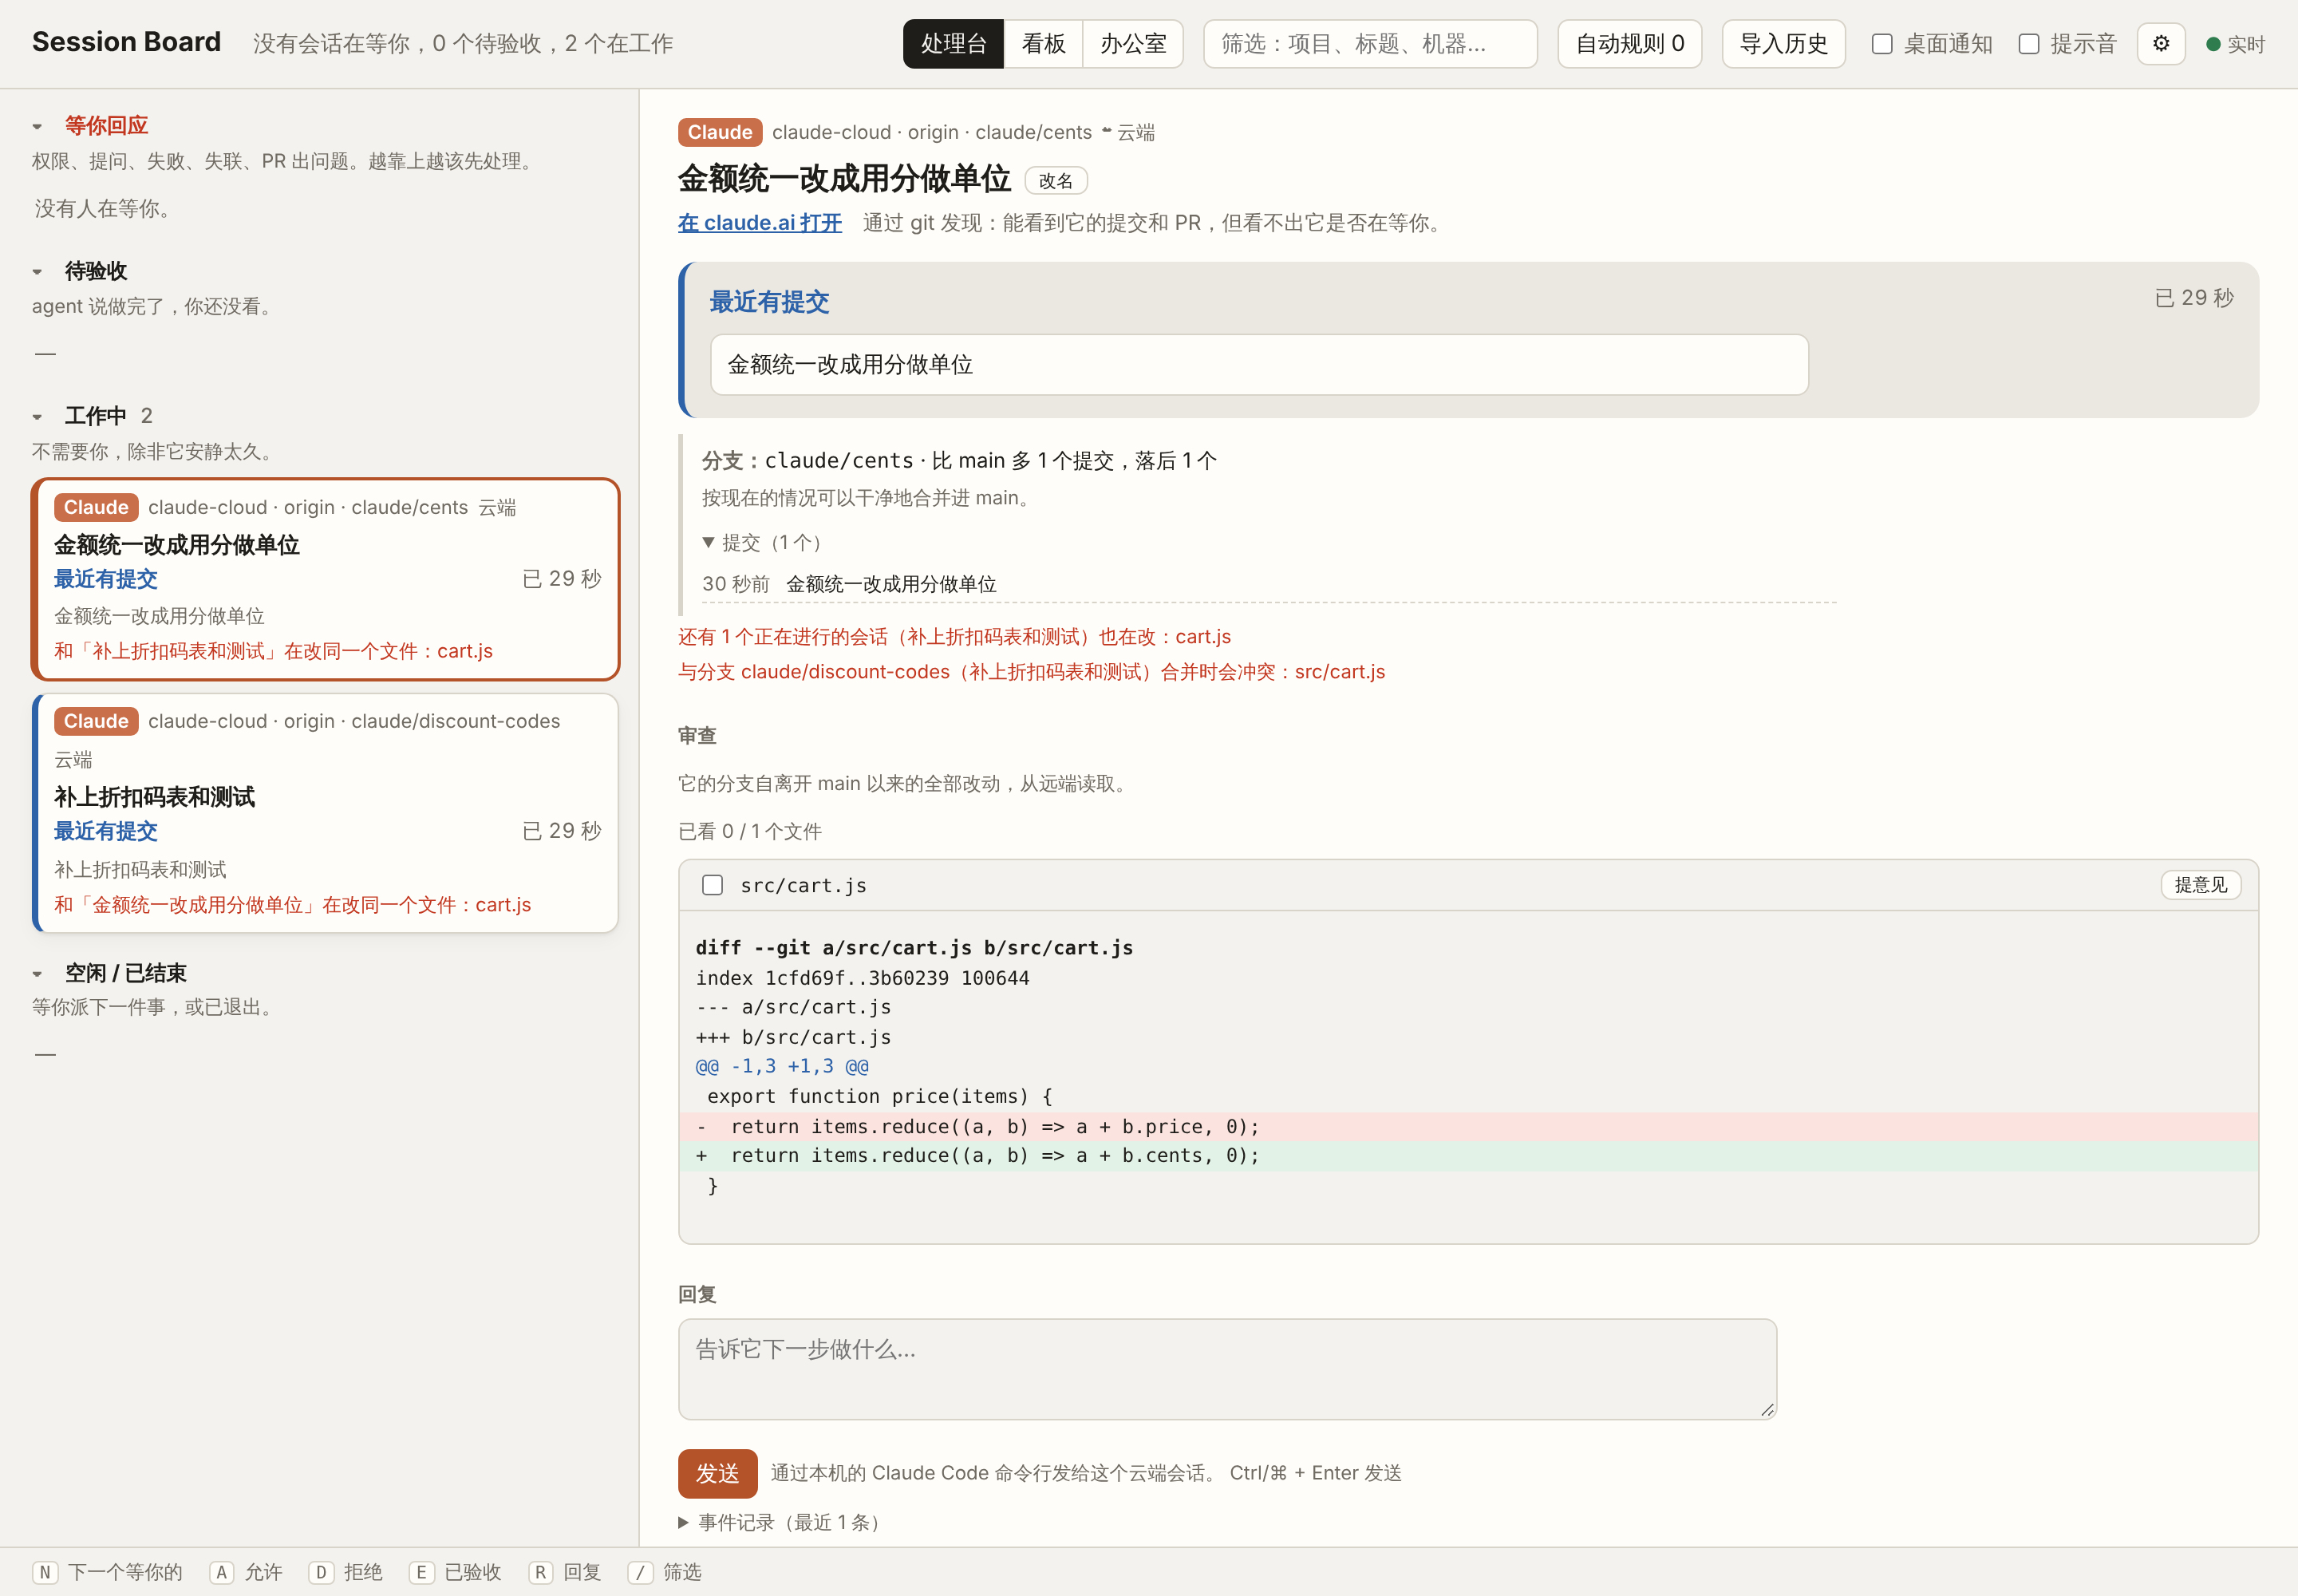 Session Board 没有会话在等你，0 个待验收，2 个在工作 处理台 看板 办公室 筛选：项目、标题、机器… 自动规则 0 导入历史 桌面通知 提示音 实时
等你回应
权限、提问、失败、失联、PR 出问题。越靠上越该先处理。
没有人在等你。
待验收
agent 说做完了，你还没看。
—
工作中 2
不需要你，除非它安静太久。
Claude claude-cloud · origin · claude/cents 云端
金额统一改成用分做单位
最近有提交 已 29 秒
金额统一改成用分做单位
和「补上折扣码表和测试」在改同一个文件：cart.js
Claude claude-cloud · origin · claude/discount-codes
云端
补上折扣码表和测试
最近有提交 已 29 秒
补上折扣码表和测试
和「金额统一改成用分做单位」在改同一个文件：cart.js
空闲 / 已结束
等你派下一件事，或已退出。
—
Claude claude-cloud · origin · claude/cents 云端
金额统一改成用分做单位 改名
在 claude.ai 打开 通过 git 发现：能看到它的提交和 PR，但看不出它是否在等你。
最近有提交 已 29 秒
金额统一改成用分做单位
分支：claude/cents · 比 main 多 1 个提交，落后 1 个
按现在的情况可以干净地合并进 main。
▼ 提交（1 个）
30 秒前 金额统一改成用分做单位
还有 1 个正在进行的会话（补上折扣码表和测试）也在改：cart.js
与分支 claude/discount-codes（补上折扣码表和测试）合并时会冲突：src/cart.js
审查
它的分支自离开 main 以来的全部改动，从远端读取。
已看 0 / 1 个文件
src/cart.js 提意见
diff --git a/src/cart.js b/src/cart.js
index 1cfd69f..3b60239 100644
--- a/src/cart.js
+++ b/src/cart.js
@@ -1,3 +1,3 @@
export function price(items) {
-  return items.reduce((a, b) => a + b.price, 0);
+  return items.reduce((a, b) => a + b.cents, 0);
}
回复
告诉它下一步做什么…
发送 通过本机的 Claude Code 命令行发给这个云端会话。 Ctrl/⌘ + Enter 发送
▶ 事件记录（最近 1 条）
N 下一个等你的 A 允许 D 拒绝 E 已验收 R 回复 / 筛选